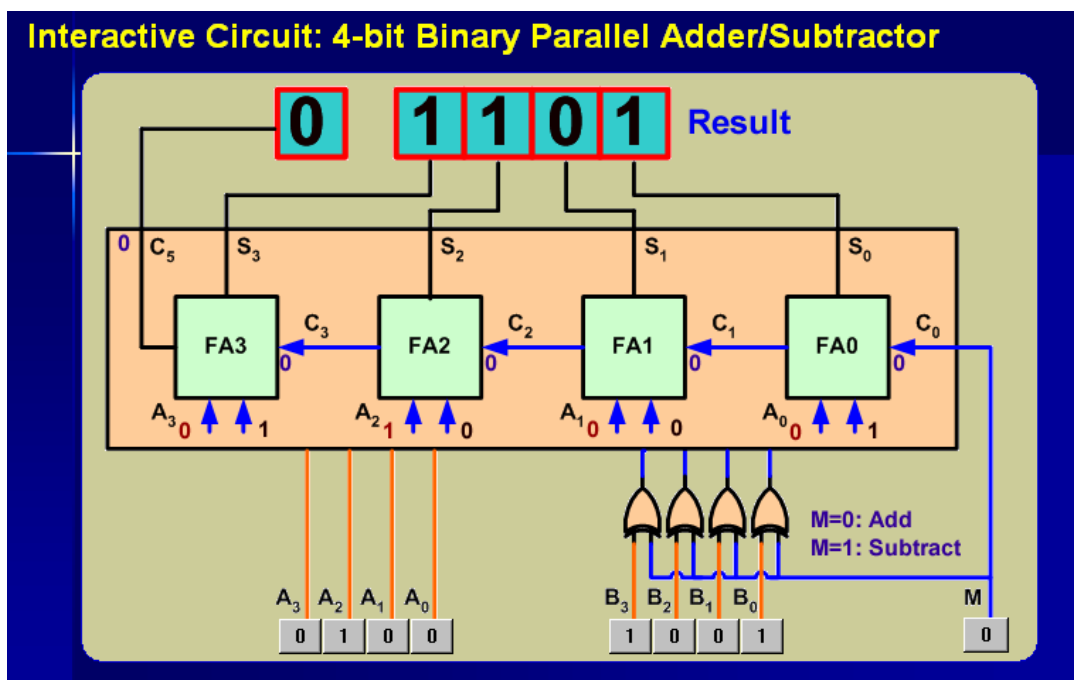 Interactive Circuit: 4-bit Binary Parallel Adder/Subtractor
0 1 1 0 1 Result
0 C₅ S₃ S₂ S₁ S₀
C₃ C₂ C₁ C₀
FA3 FA2 FA1 FA0
0 0 0 0
A₃ 0 1 A₂ 1 0 A₁ 0 0 A₀ 0 1
M=0: Add
M=1: Subtract
A₃ A₂ A₁ A₀ B₃ B₂ B₁ B₀ M
0 1 0 0 1 0 0 1 0